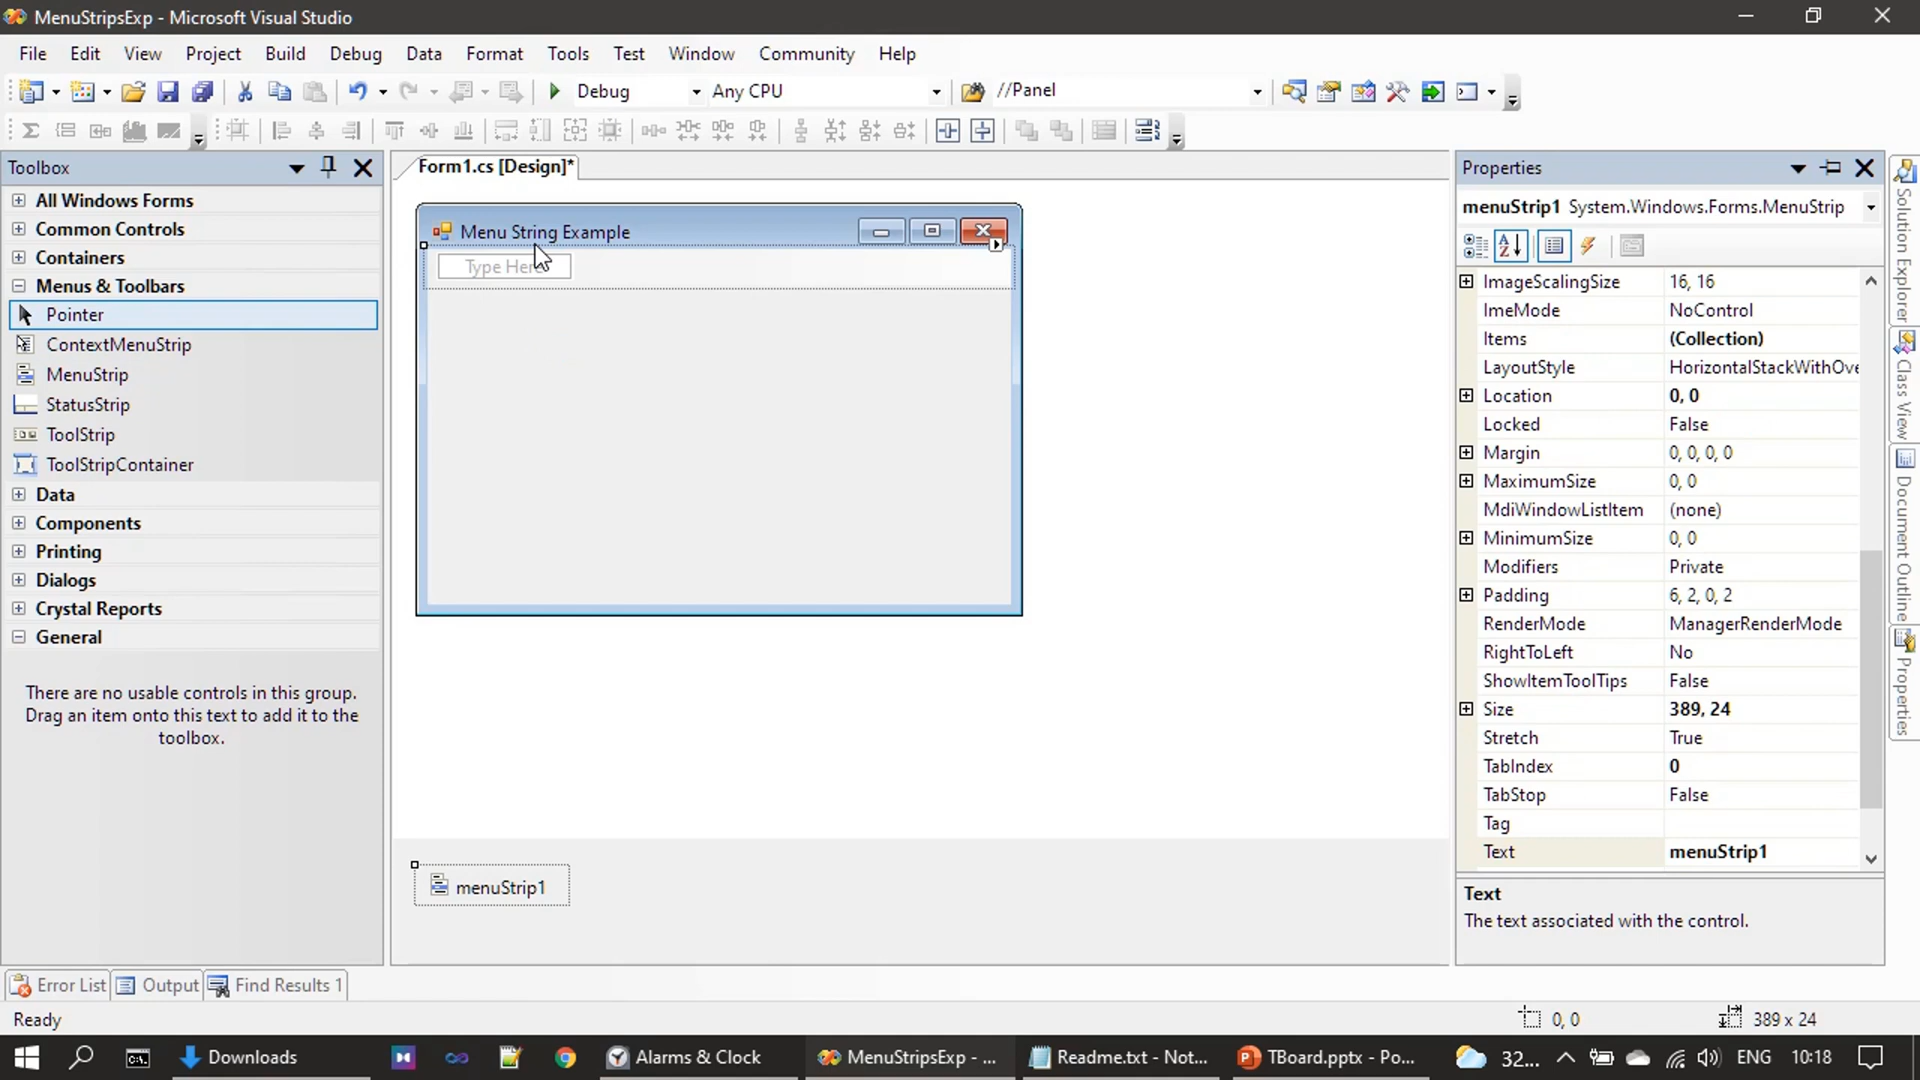 MenuStripsExp - Microsoft Visual Studio
File Edit View Project Build Debug Data Format Tools Test Window Community Help
Debug Any CPU //Panel
Toolbox
All Windows Forms
Common Controls
Containers
Menus & Toolbars
Pointer
ContextMenuStrip
MenuStrip
StatusStrip
ToolStrip
ToolStripContainer
Data
Components
Printing
Dialogs
Crystal Reports
General
There are no usable controls in this group.
Drag an item onto this text to add it to the
toolbox.
Form1.cs [Design]*
Menu String Example
Type Here
menuStrip1
Properties
menuStrip1 System.Windows.Forms.MenuStrip
ImageScalingSize 16, 16
ImeMode NoControl
Items (Collection)
LayoutStyle HorizontalStackWithOve
Location 0, 0
Locked False
Margin 0, 0, 0, 0
MaximumSize 0, 0
MdiWindowListItem (none)
MinimumSize 0, 0
Modifiers Private
Padding 6, 2, 0, 2
RenderMode ManagerRenderMode
RightToLeft No
ShowItemToolTips False
Size 389, 24
Stretch True
TabIndex 0
TabStop False
Tag
Text menuStrip1
Text
The text associated with the control.
Solution Explorer
Class View
Document Outline
Properties
Error List Output Find Results 1
Ready 0, 0 389 x 24
Downloads Alarms & Clock MenuStripsExp - ... Readme.txt - Not... TBoard.pptx - Po... 32... ENG 10:18